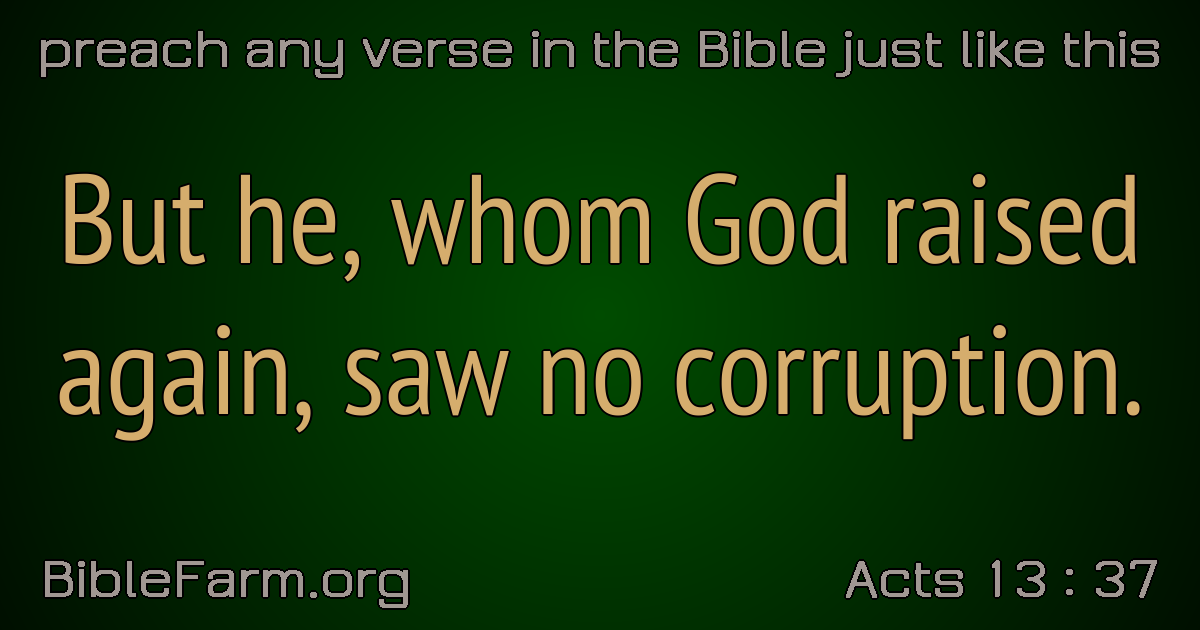 preach any verse in the Bible just like this
But he, whom God raised
again, saw no corruption.
BibleFarm.org
Acts 13 : 37